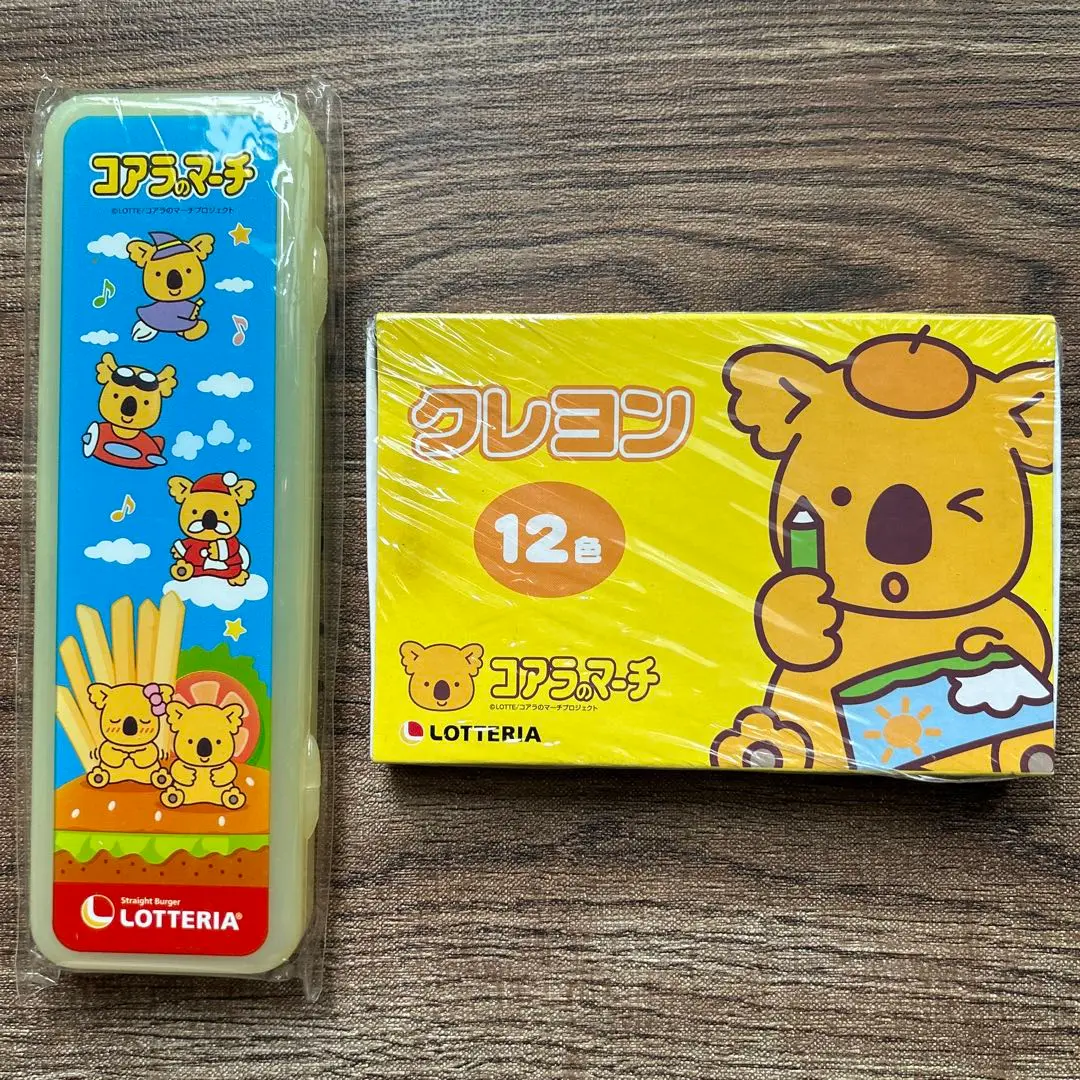 コアラのマーチ
©LOTTE/コアラのマーチプロジェクト
Straight Burger
LOTTERIA®
クレヨン
12色
コアラのマーチ
©LOTTE/コアラのマーチプロジェクト
LOTTERIA